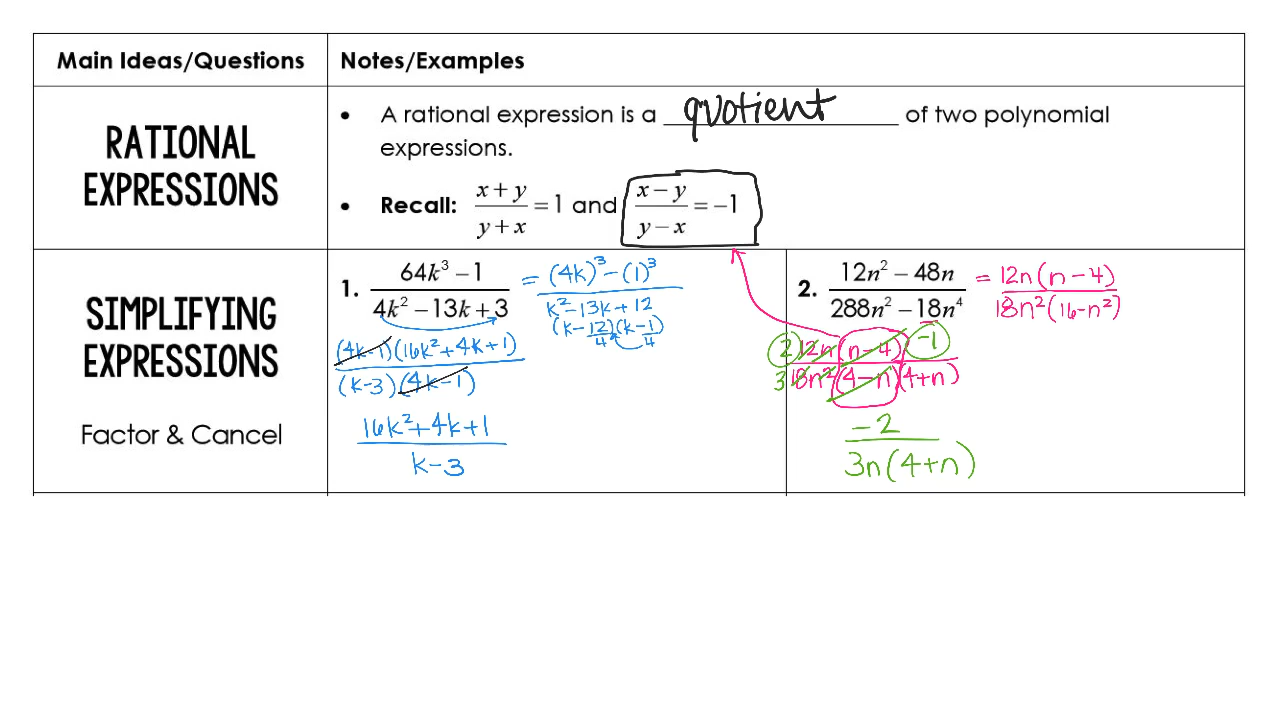 Main Ideas/Questions
Notes/Examples
RATIONAL
EXPRESSIONS
• A rational expression is a quotient of two polynomial
expressions.
• Recall: (x + y)/(y + x) = 1 and (x − y)/(y − x) = −1
SIMPLIFYING
EXPRESSIONS
Factor & Cancel
1. (64k³ − 1)/(4k² − 13k + 3) = ((4k)³ − (1)³)/(k² − 13k + 12)
(k − 12/4)(k − 1/4)
(4k−1)(16k² + 4k + 1)
(k−3)(4k−1)
16k² + 4k + 1
k−3
2. (12n² − 48n)/(288n² − 18n⁴) = 12n(n − 4)/18n²(16−n²)
2 12n (n−4) −1
3 18n² (4−n)(4+n)
−2
3n(4+n)